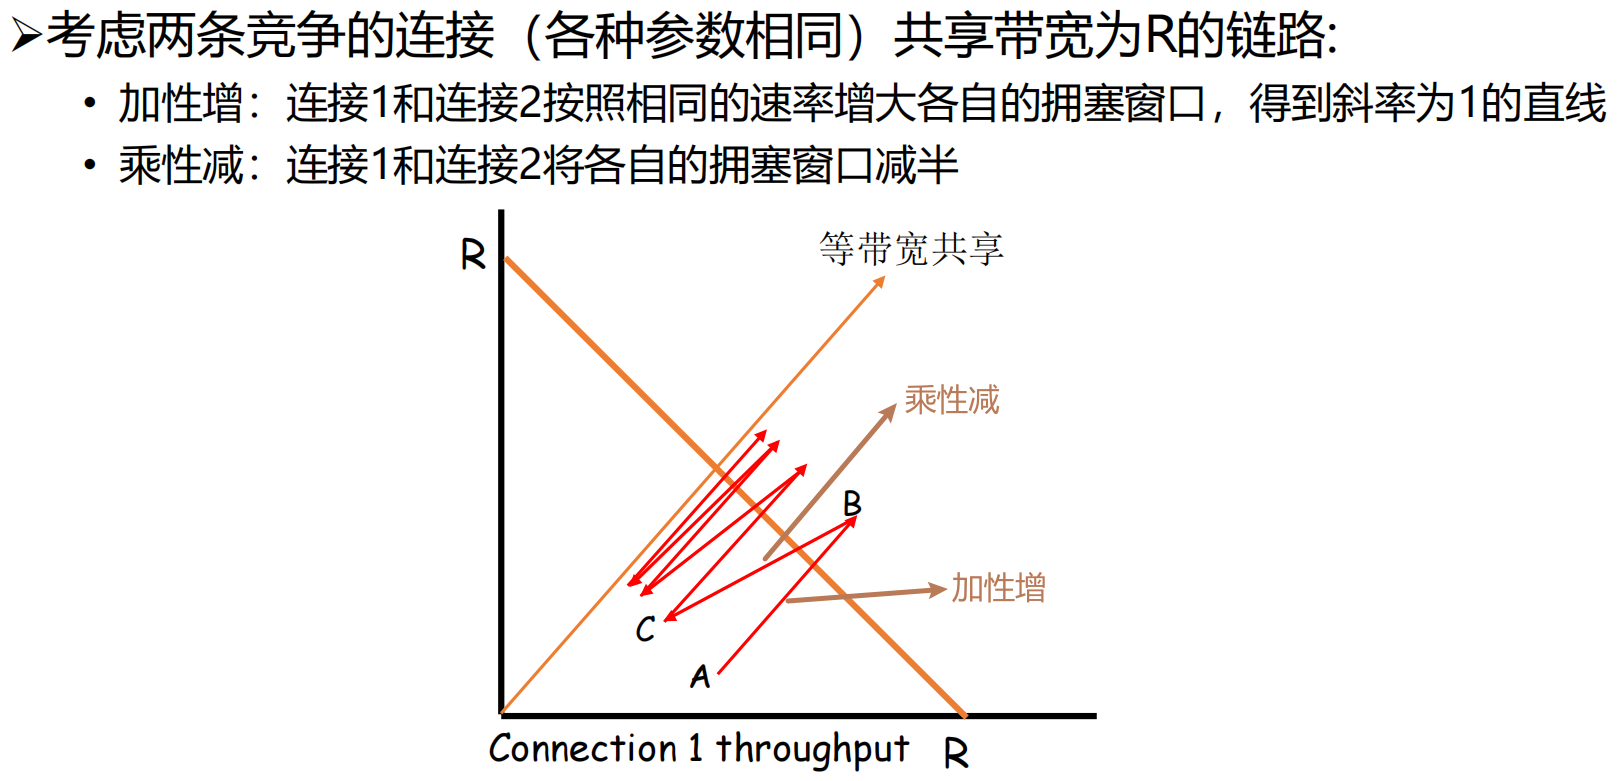 ➢考虑两条竞争的连接（各种参数相同）共享带宽为R的链路:
• 加性增：连接1和连接2按照相同的速率增大各自的拥塞窗口，得到斜率为1的直线
• 乘性减：连接1和连接2将各自的拥塞窗口减半
R
等带宽共享
乘性减
B
加性增
C
A
Connection 1 throughput
R